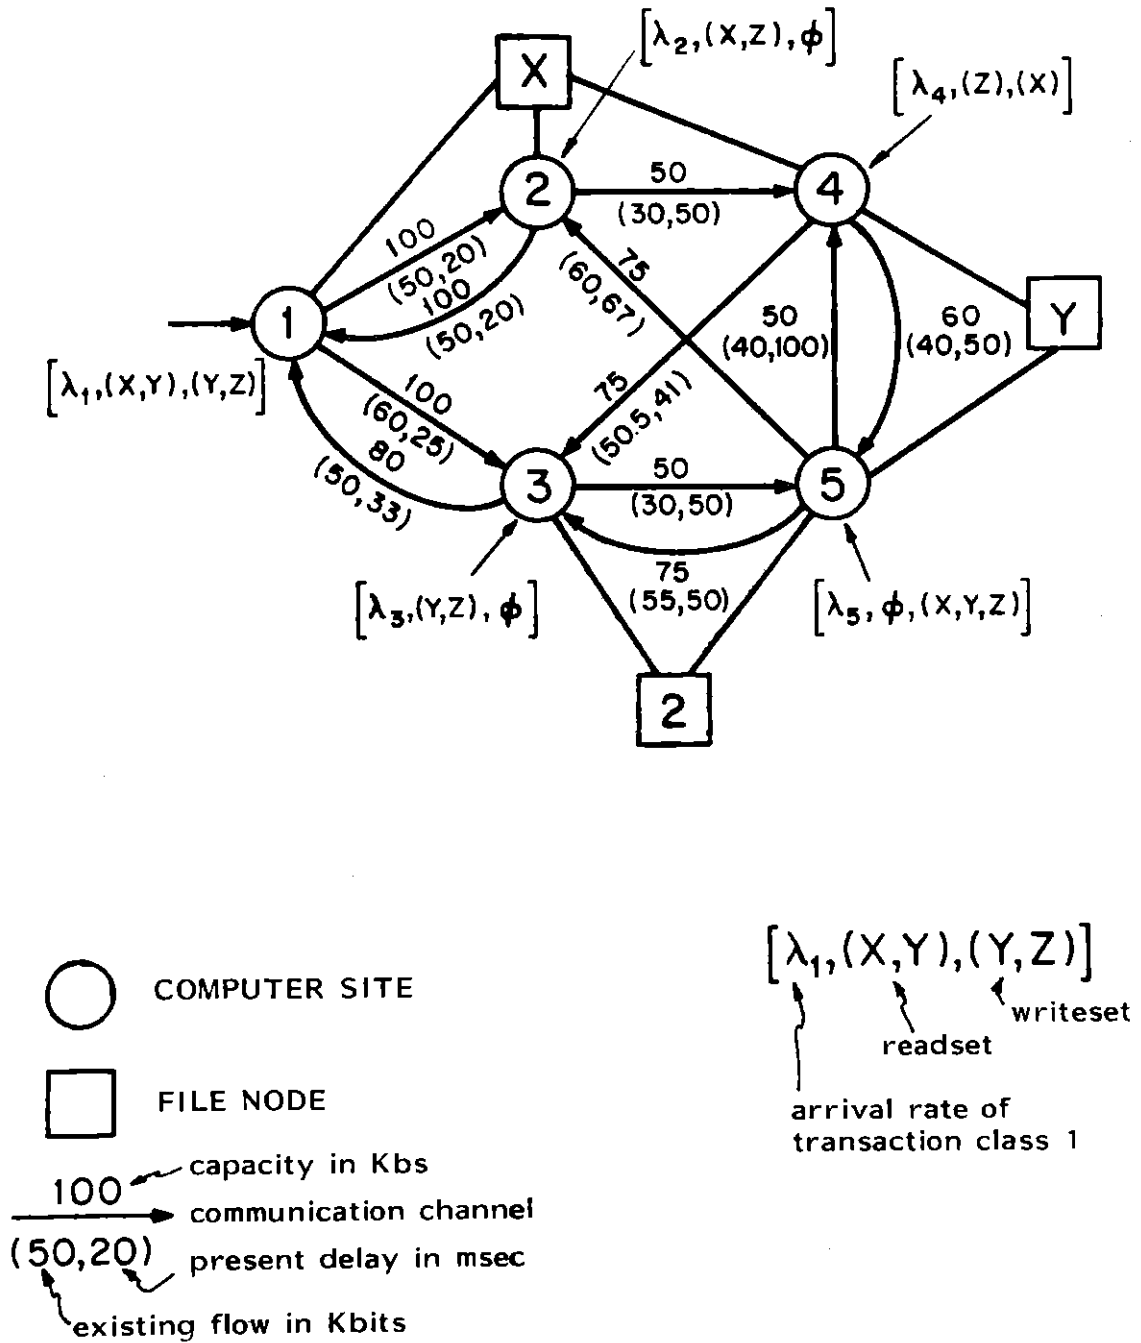 [λ₂,(X,Z),ϕ]
X
[λ₄,(Z),(X)]
2
50
(30,50)
4
100
(50,20)
100
(50,20)
75
(60,67)
1
[λ₁,(X,Y),(Y,Z)]
50
(40,100)
60
(40,50)
Y
100
(60,25)
80
(50,33)
75
(50.5,41)
3
50
(30,50)
5
75
(55,50)
[λ₃,(Y,Z),ϕ]
[λ₅,ϕ,(X,Y,Z)]
2
COMPUTER SITE
FILE NODE
capacity in Kbs
100
communication channel
(50,20)
present delay in msec
existing flow in Kbits
[λ₁,(X,Y),(Y,Z)]
writeset
readset
arrival rate of
transaction class 1